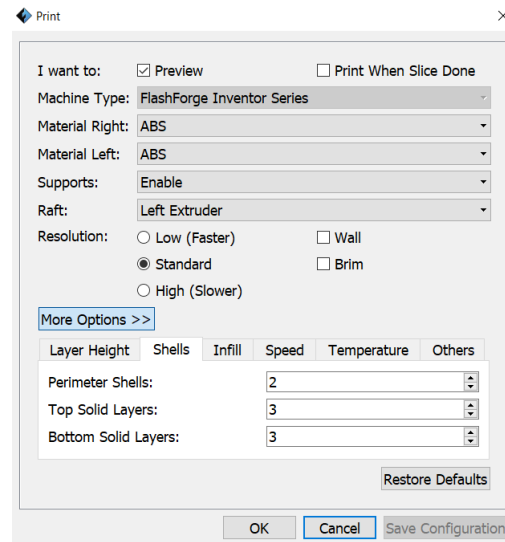 Print
I want to: Preview Print When Slice Done
Machine Type: FlashForge Inventor Series
Material Right: ABS
Material Left: ABS
Supports: Enable
Raft: Left Extruder
Resolution: Low (Faster) Wall
Standard Brim
High (Slower)
More Options >>
Layer Height Shells Infill Speed Temperature Others
Perimeter Shells: 2
Top Solid Layers: 3
Bottom Solid Layers: 3
Restore Defaults
OK Cancel Save Configuration